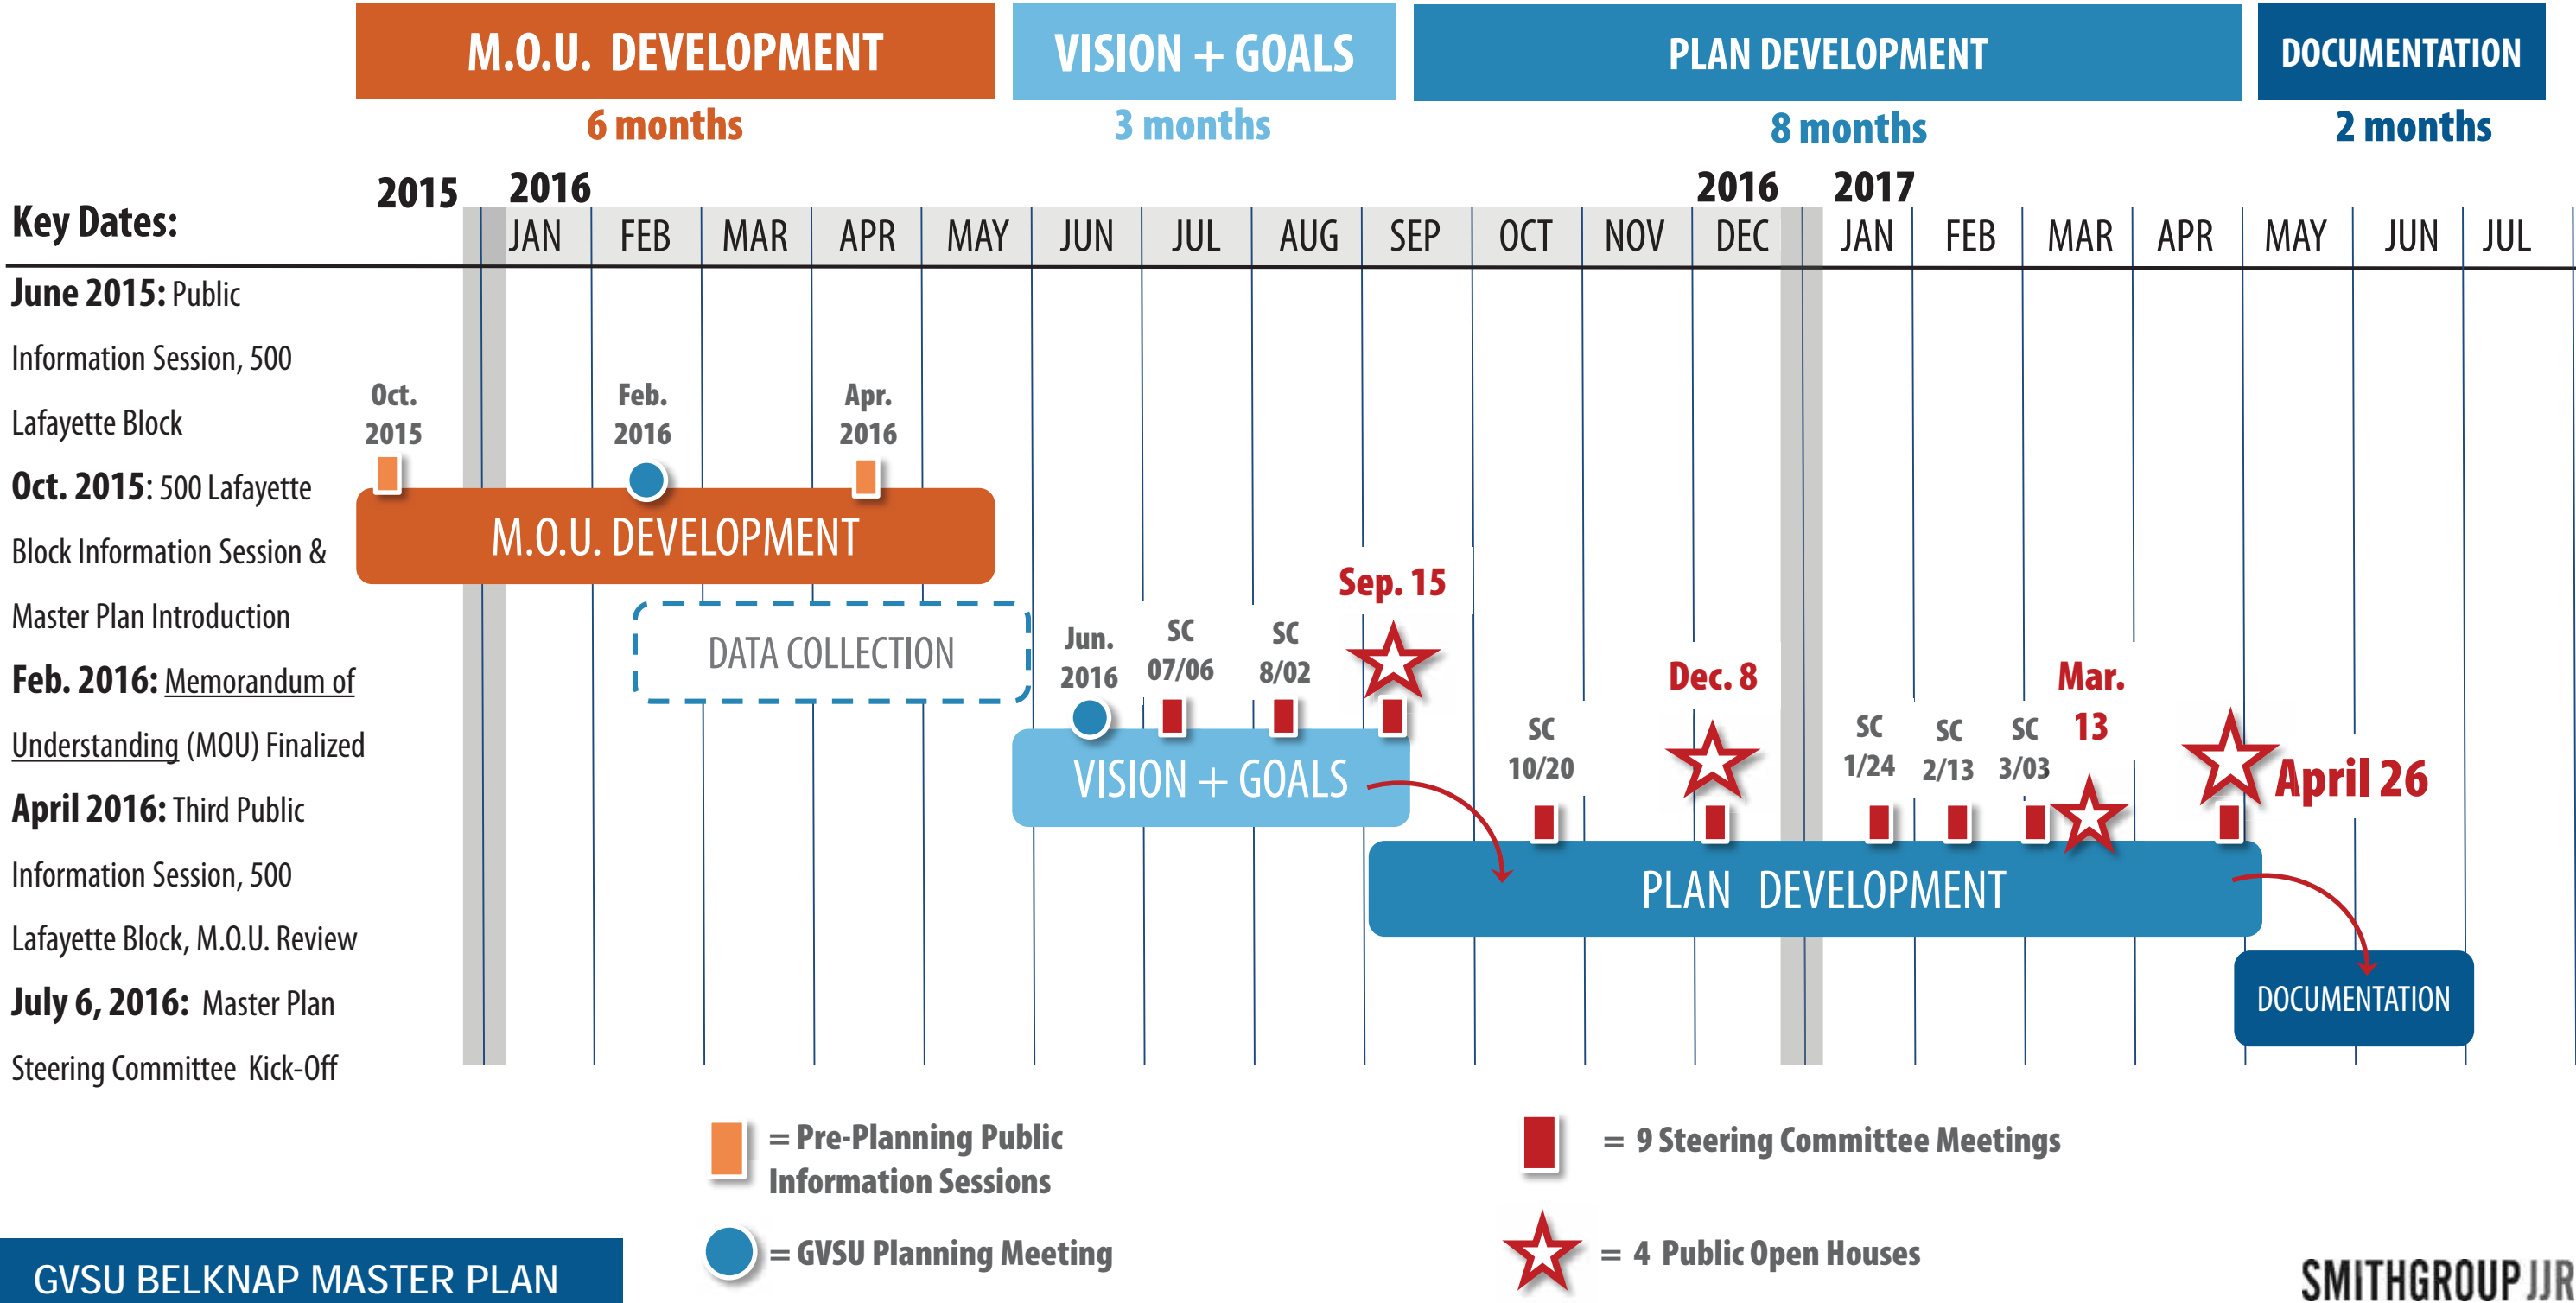 M.O.U. DEVELOPMENT
VISION + GOALS
PLAN DEVELOPMENT
DOCUMENTATION
6 months
3 months
8 months
2 months
2015
2016
2016
2017
Key Dates:
JAN
FEB
MAR
APR
MAY
JUN
JUL
AUG
SEP
OCT
NOV
DEC
JAN
FEB
MAR
APR
MAY
JUN
JUL
June 2015: Public
Information Session, 500
Lafayette Block
Oct. 2015: 500 Lafayette
Block Information Session &
Master Plan Introduction
Feb. 2016: Memorandum of
Understanding (MOU) Finalized
April 2016: Third Public
Information Session, 500
Lafayette Block, M.O.U. Review
July 6, 2016: Master Plan
Steering Committee Kick-Off
Oct.
2015
Feb.
2016
Apr.
2016
M.O.U. DEVELOPMENT
DATA COLLECTION
Jun.
2016
SC
07/06
SC
8/02
Sep. 15
VISION + GOALS
SC
10/20
Dec. 8
SC
1/24
SC
2/13
SC
3/03
Mar.
13
April 26
PLAN DEVELOPMENT
DOCUMENTATION
= Pre-Planning Public
Information Sessions
= GVSU Planning Meeting
= 9 Steering Committee Meetings
= 4 Public Open Houses
GVSU BELKNAP MASTER PLAN
SMITHGROUP JJR